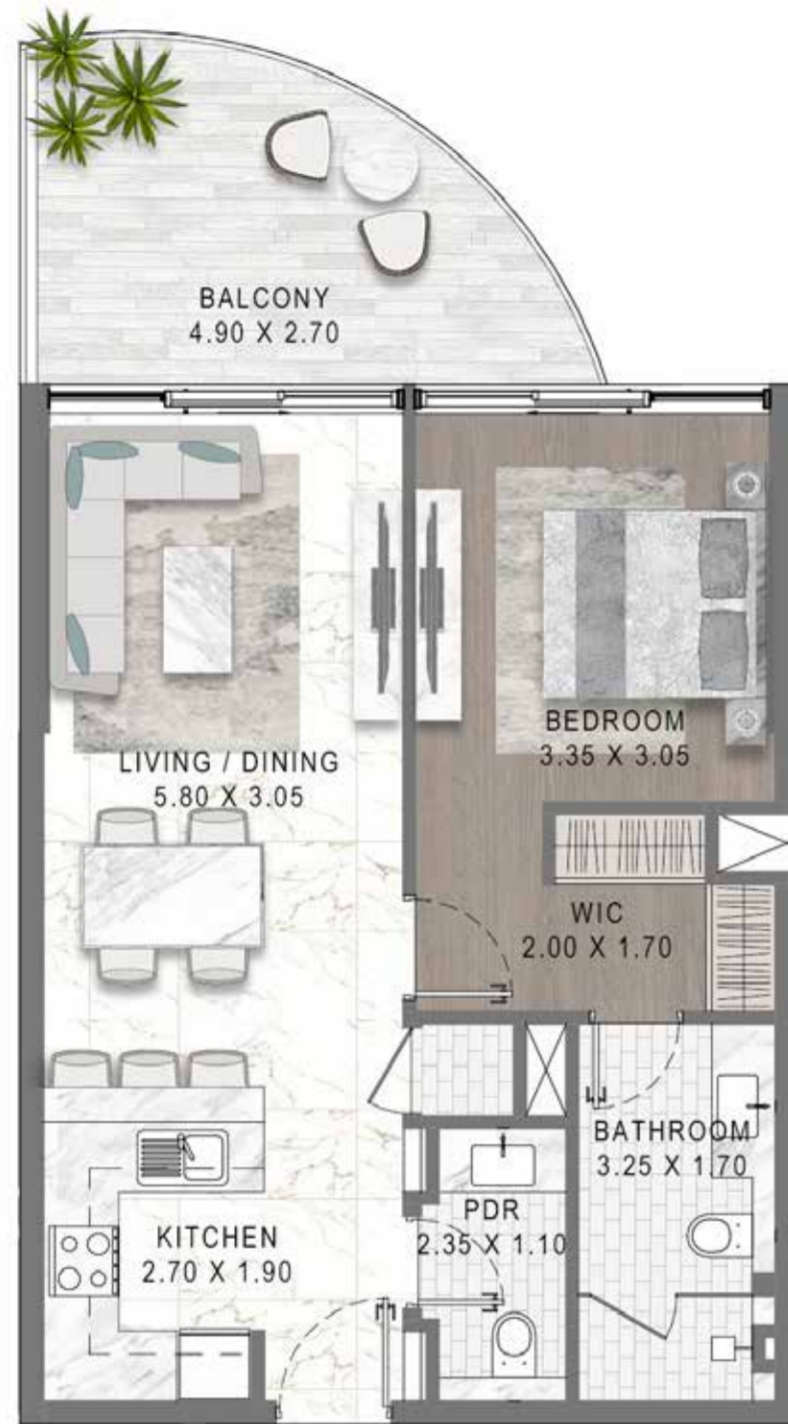 BALCONY
4.90 X 2.70
BEDROOM
3.35 X 3.05
LIVING / DINING
5.80 X 3.05
WIC
2.00 X 1.70
BATHROOM
3.25 X 1.70
PDR
2.35 X 1.10
KITCHEN
2.70 X 1.90